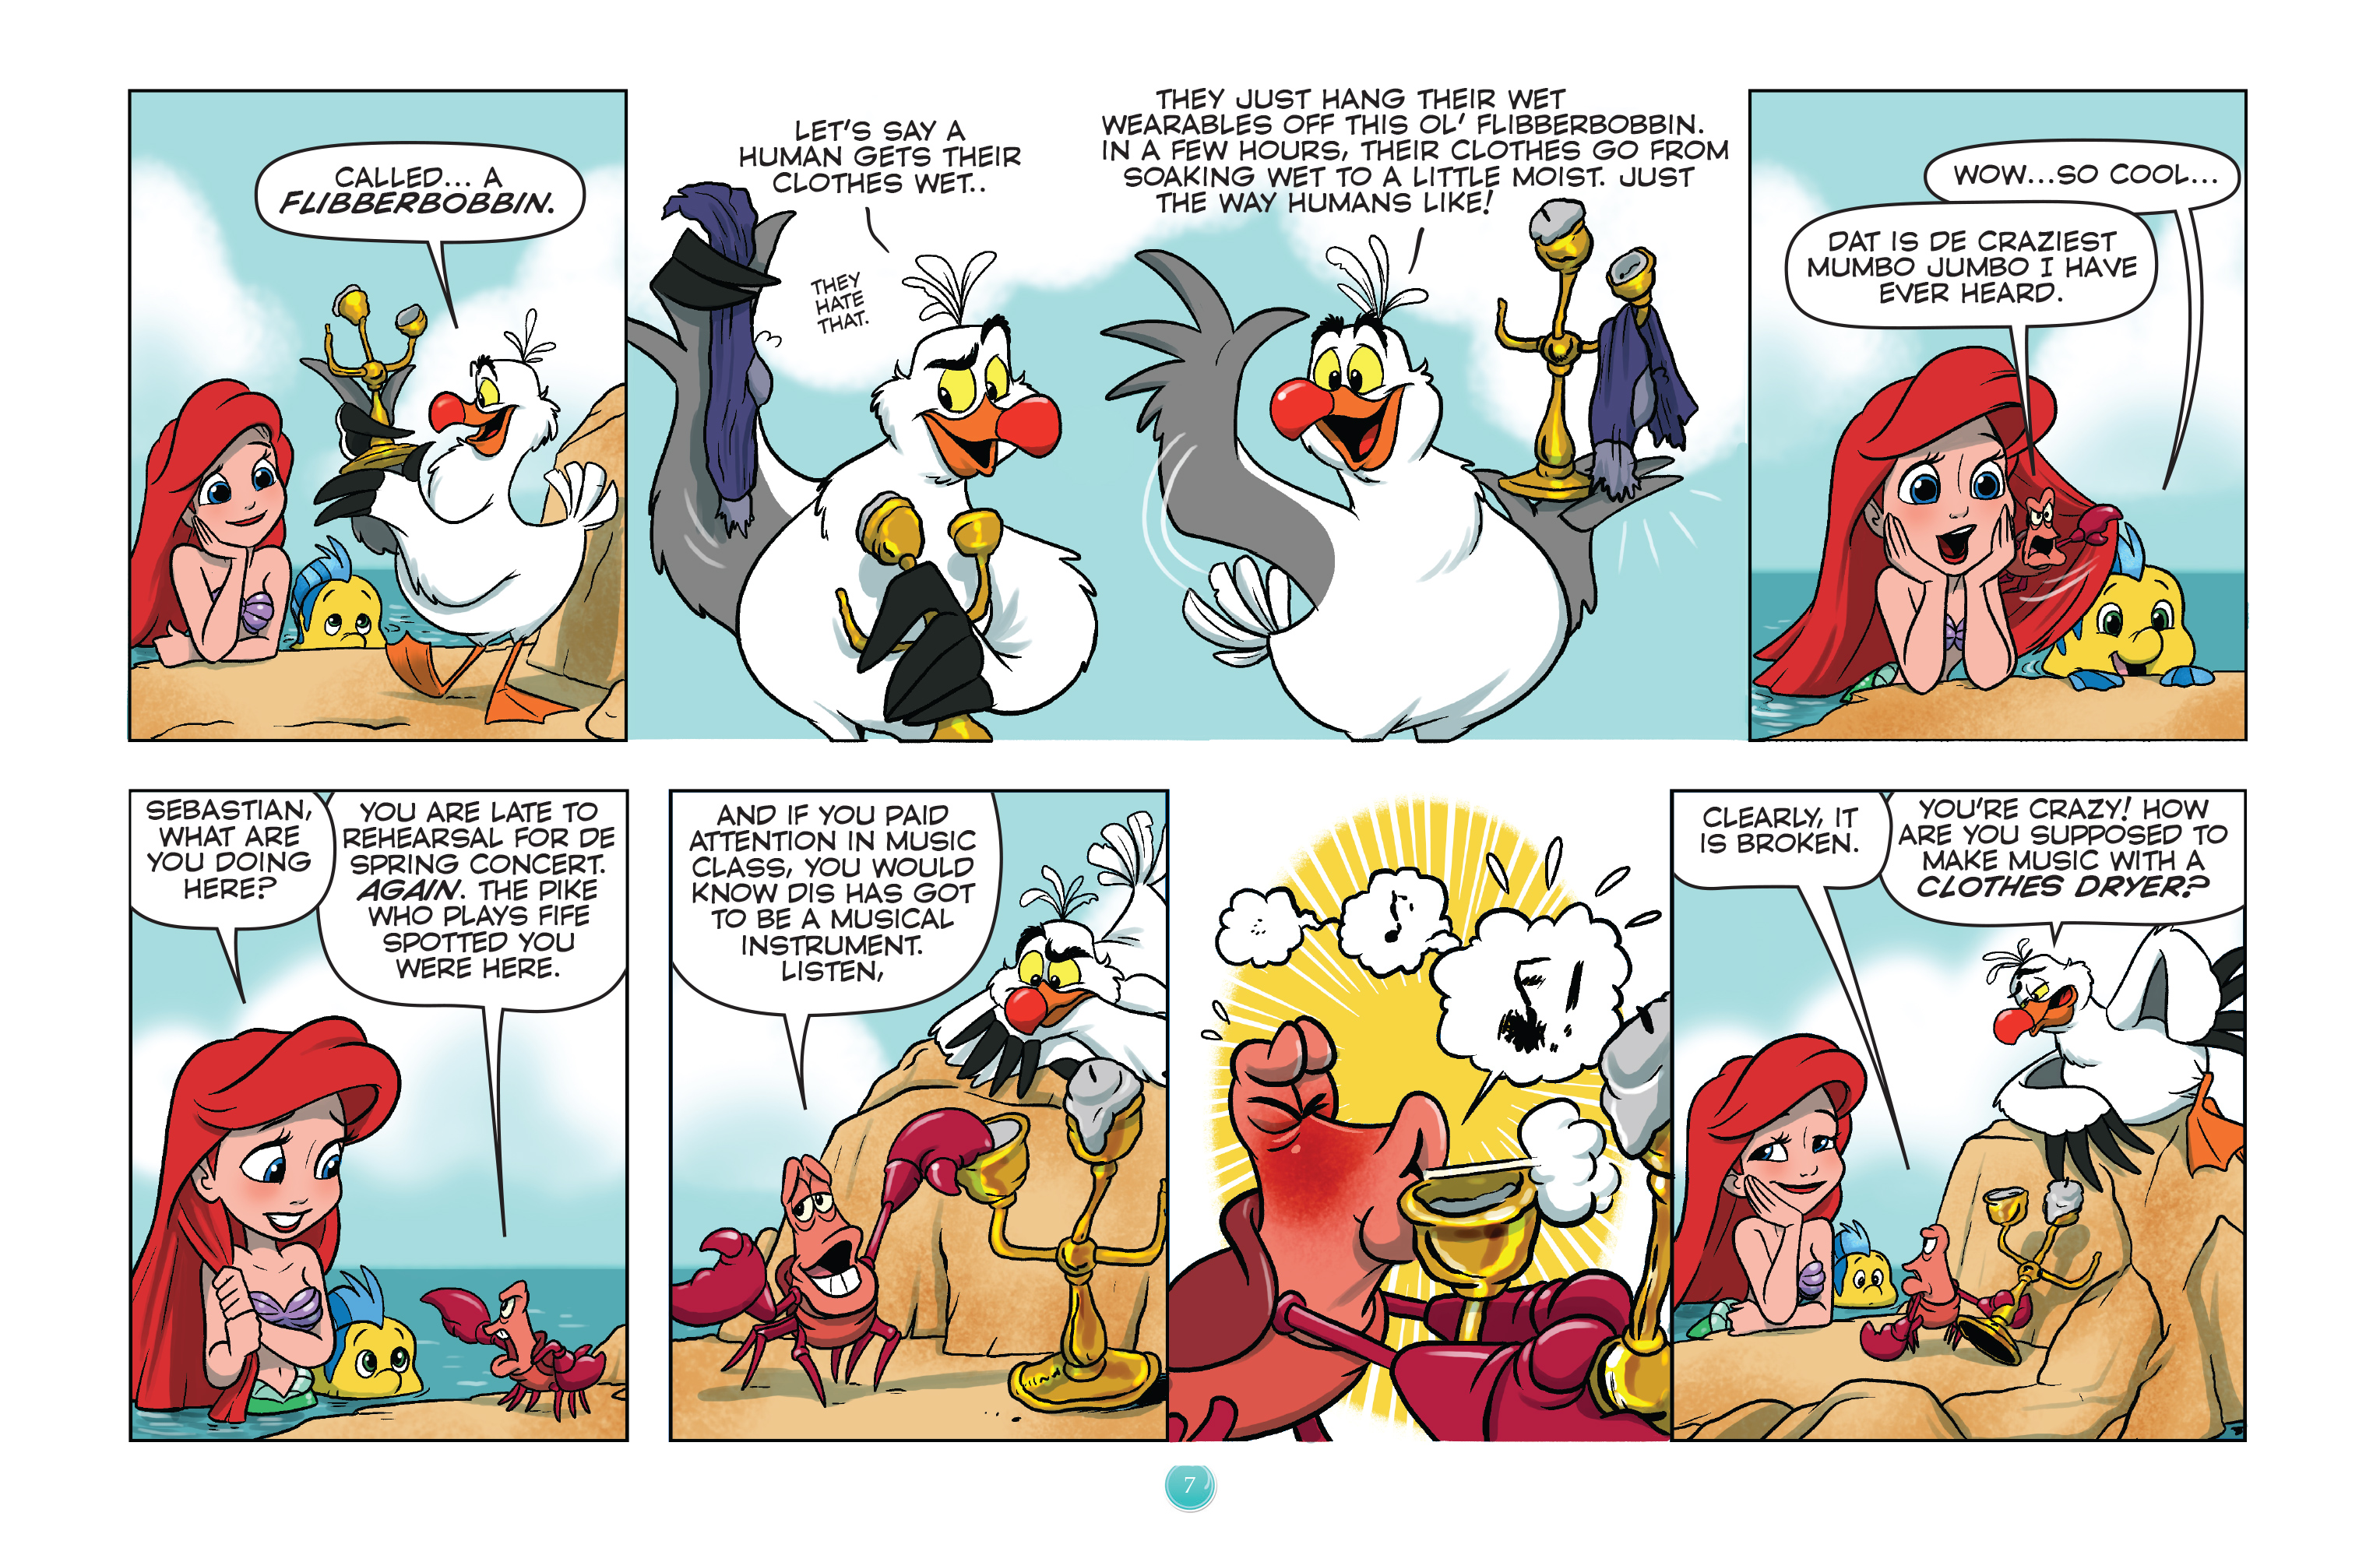 CALLED... A
FLIBBERBOBBIN.
LET'S SAY A
HUMAN GETS THEIR
CLOTHES WET..
THEY
HATE
THAT.
THEY JUST HANG THEIR WET
WEARABLES OFF THIS OL' FLIBBERBOBBIN.
IN A FEW HOURS, THEIR CLOTHES GO FROM
SOAKING WET TO A LITTLE MOIST. JUST
THE WAY HUMANS LIKE!
WOW...SO COOL...
DAT IS DE CRAZIEST
MUMBO JUMBO I HAVE
EVER HEARD.
SEBASTIAN,
WHAT ARE
YOU DOING
HERE?
YOU ARE LATE TO
REHEARSAL FOR DE
SPRING CONCERT.
AGAIN. THE PIKE
WHO PLAYS FIFE
SPOTTED YOU
WERE HERE.
AND IF YOU PAID
ATTENTION IN MUSIC
CLASS, YOU WOULD
KNOW DIS HAS GOT
TO BE A MUSICAL
INSTRUMENT.
LISTEN,
CLEARLY, IT
IS BROKEN.
YOU'RE CRAZY! HOW
ARE YOU SUPPOSED TO
MAKE MUSIC WITH A
CLOTHES DRYER?
7